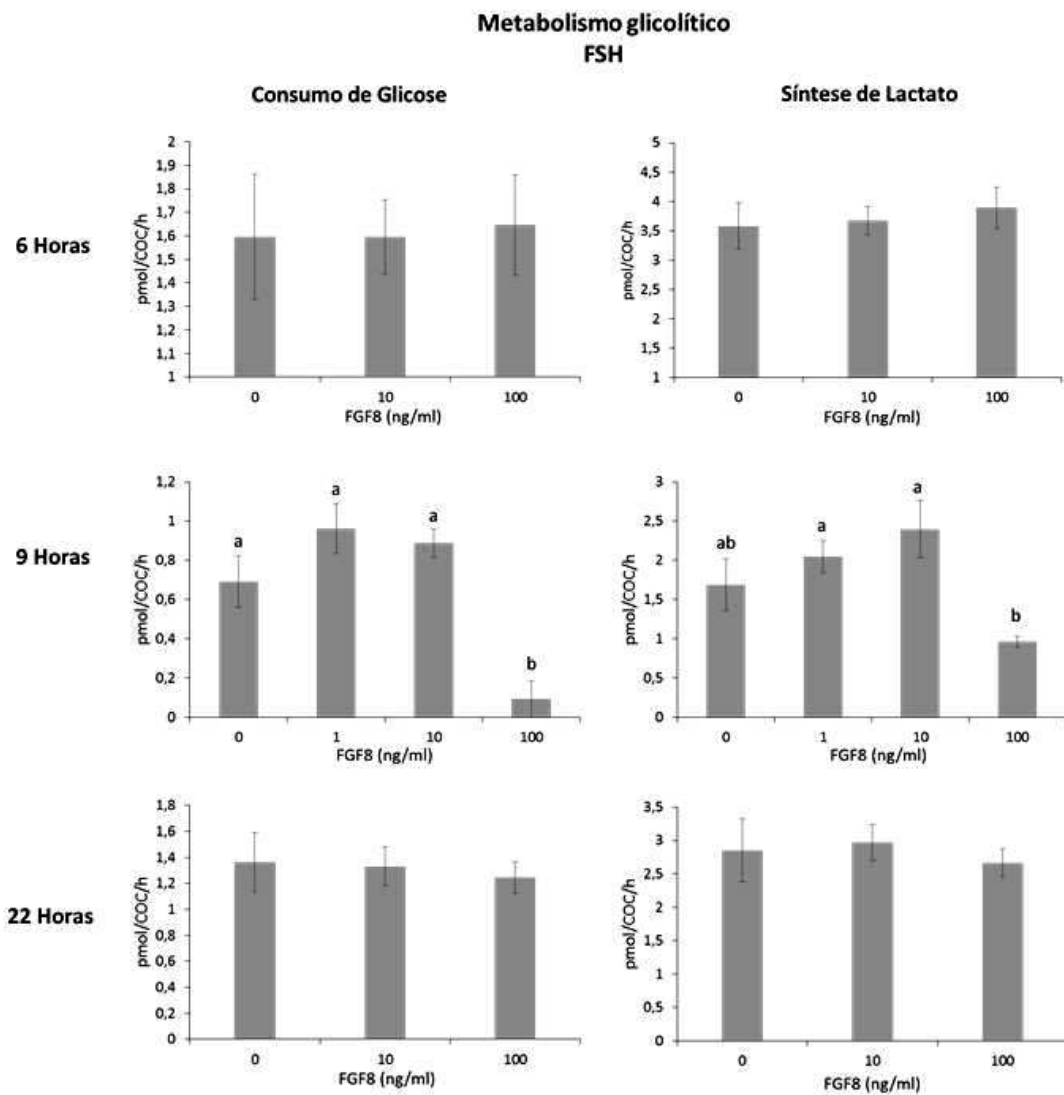 Metabolismo glicolítico
FSH
Consumo de Glicose
Síntese de Lactato
6 Horas
pmol/COC/h
2
1,9
1,8
1,7
1,6
1,5
1,4
1,3
1,2
1,1
1
0 10 100
FGF8 (ng/ml)
pmol/COC/h
5
4,5
4
3,5
3
2,5
2
1,5
1
0 10 100
FGF8 (ng/ml)
9 Horas
pmol/COC/h
1,2
1
0,8
0,6
0,4
0,2
0
a
a
a
b
0 1 10 100
FGF8 (ng/ml)
pmol/COC/h
3
2,5
2
1,5
1
0,5
0
ab
a
a
b
0 1 10 100
FGF8 (ng/ml)
22 Horas
pmol/COC/h
1,8
1,6
1,4
1,2
1
0,8
0,6
0,4
0,2
0
0 10 100
FGF8 (ng/ml)
pmol/COC/h
3,5
3
2,5
2
1,5
1
0,5
0
0 10 100
FGF8 (ng/ml)